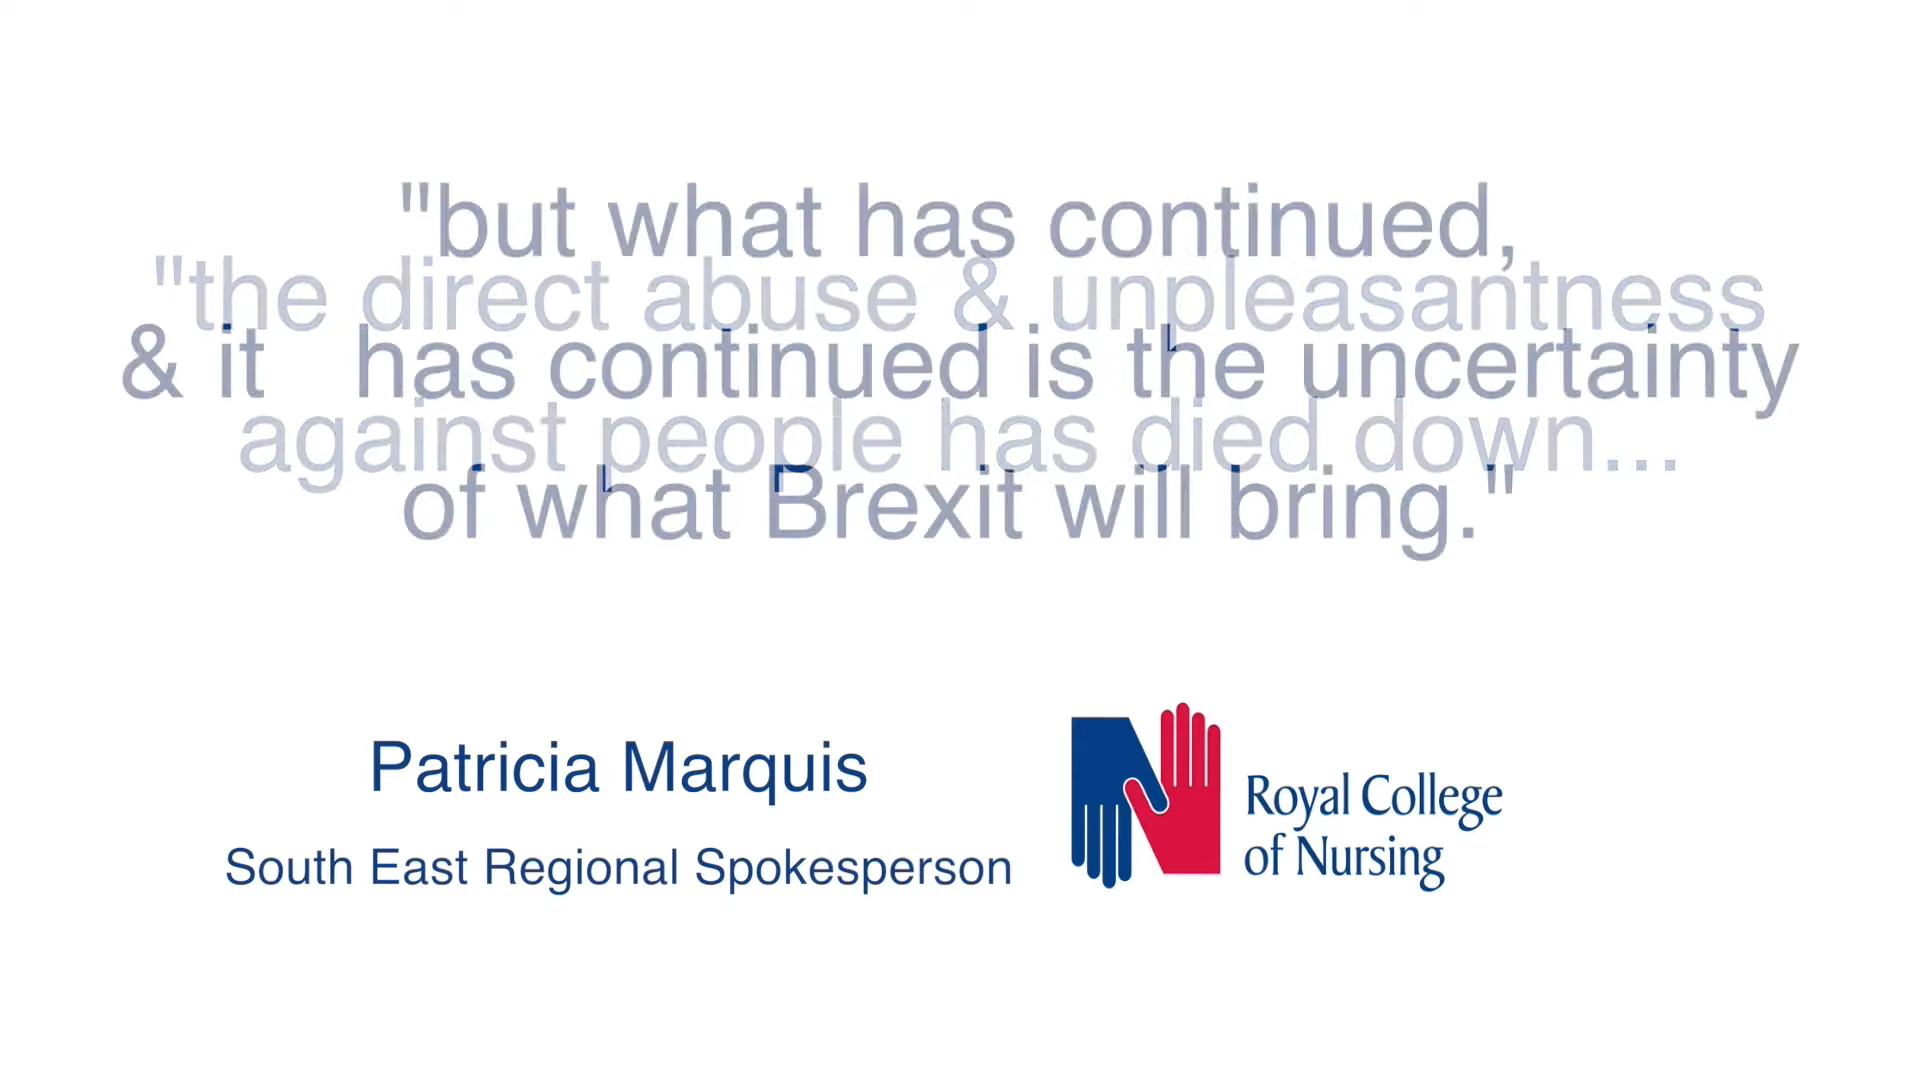 "but what has continued,
"the direct abuse & unpleasantness
& it has continued is the uncertainty
against people has died down...
of what Brexit will bring."
Patricia Marquis
South East Regional Spokesperson
Royal College
of Nursing